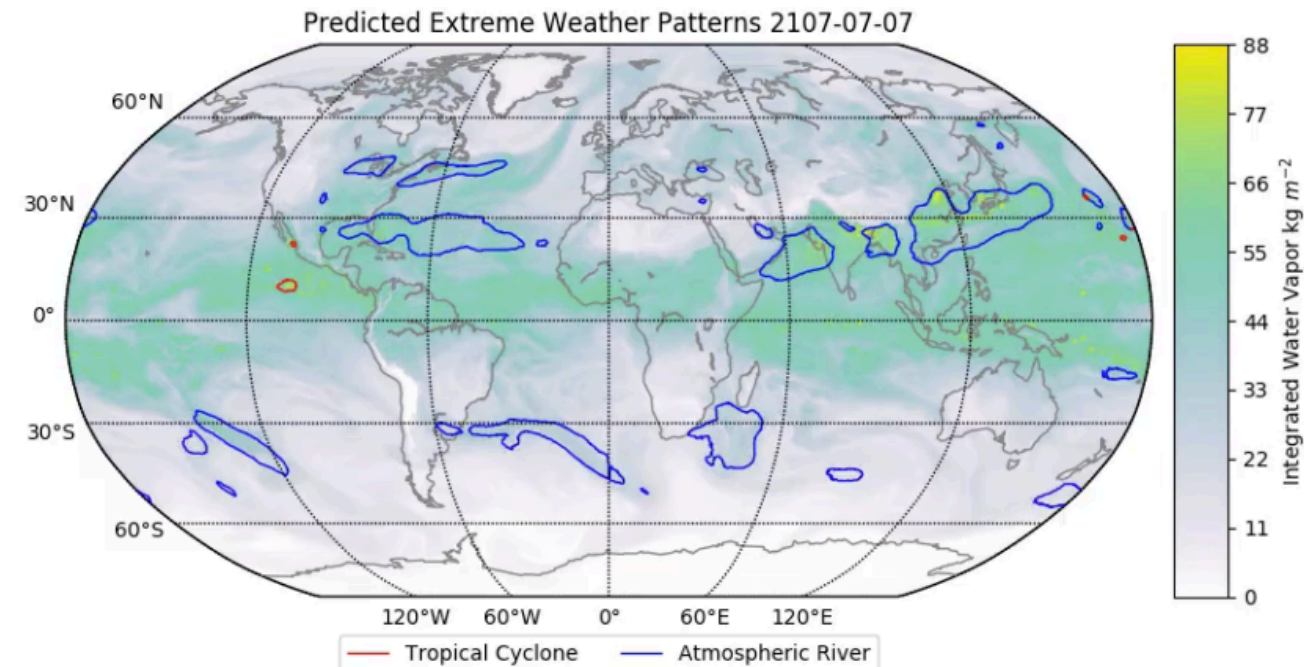 Predicted Extreme Weather Patterns 2107-07-07
60°N
30°N
0°
30°S
60°S
120°W 60°W 0° 60°E 120°E
Tropical Cyclone Atmospheric River
88
77
66
55
44
33
22
11
0
Integrated Water Vapor kg m⁻²